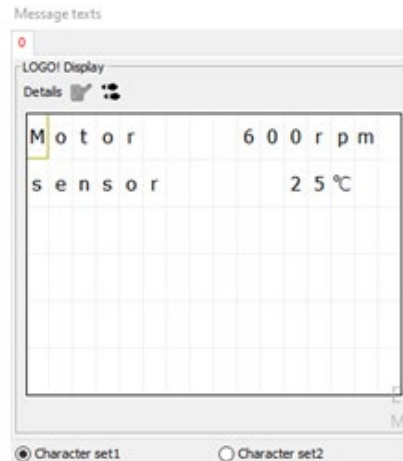 Message texts
0
LOGO! Display
Details
Motor 600rpm
sensor 25℃
Character set1 Character set2